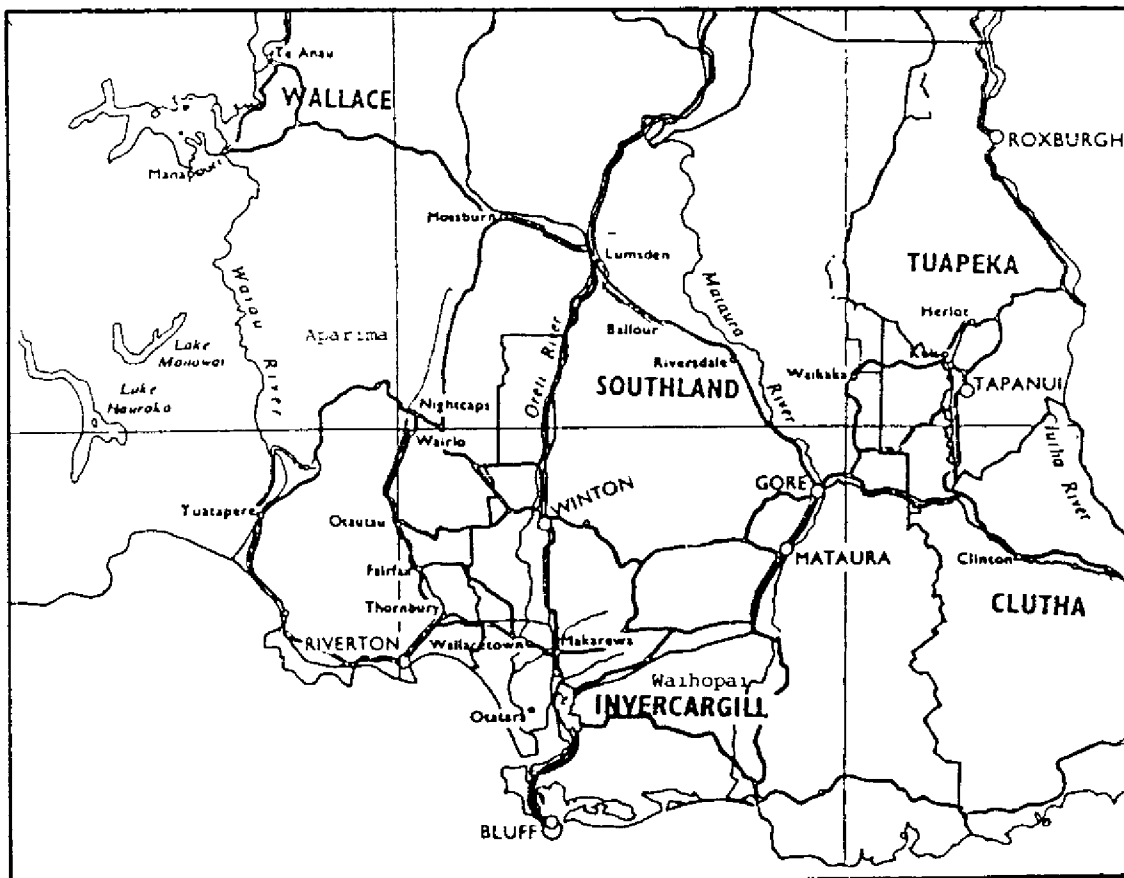 Te Anau
WALLACE
ROXBURGH
Manapouri
Mossburn
Lumsden
TUAPEKA
Waiau River
Mataura River
Herlot
Aparima
Lake
Monowai
Balfour
Oreti River
Riversdale
Waikaka
Lake
Hauroko
SOUTHLAND
TAPANUI
Nightcaps
Wairio
Clutha River
GORE
WINTON
Tuatapere
Otautau
MATAURA
Clinton
Fairfax
CLUTHA
Thornbury
RIVERTON
Wallacetown
Makarewa
Waihopai
Otatara
INVERCARGILL
BLUFF